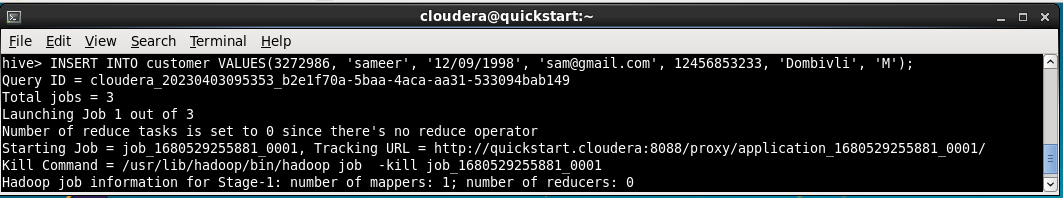 cloudera@quickstart:~
File Edit View Search Terminal Help
hive> INSERT INTO customer VALUES(3272986, 'sameer', '12/09/1998', 'sam@gmail.com', 12456853233, 'Dombivli', 'M');
Query ID = cloudera_20230403095353_b2e1f70a-5baa-4aca-aa31-533094bab149
Total jobs = 3
Launching Job 1 out of 3
Number of reduce tasks is set to 0 since there's no reduce operator
Starting Job = job_1680529255881_0001, Tracking URL = http://quickstart.cloudera:8088/proxy/application_1680529255881_0001/
Kill Command = /usr/lib/hadoop/bin/hadoop job  -kill job_1680529255881_0001
Hadoop job information for Stage-1: number of mappers: 1; number of reducers: 0